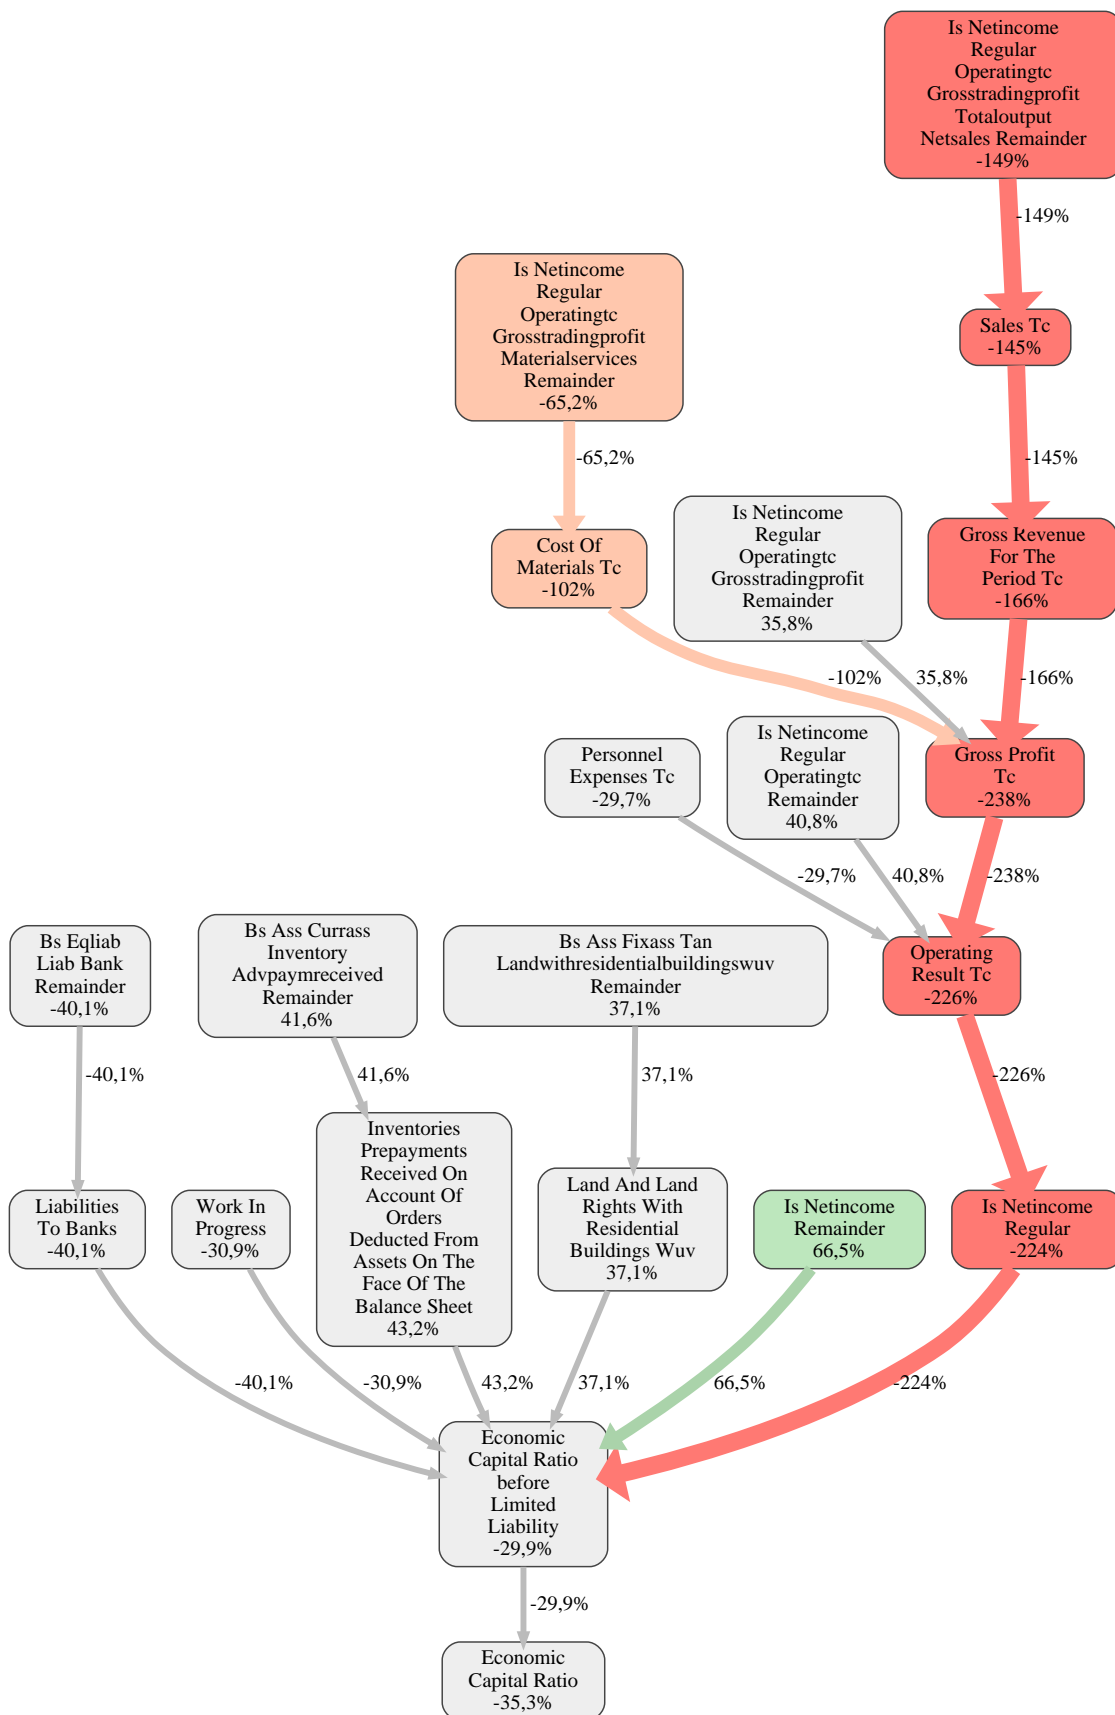 Is Netincome
Regular
Operatingtc
Grosstradingprofit
Totaloutput
Netsales Remainder
-149%
-149%
Is Netincome
Regular
Operatingtc
Grosstradingprofit
Materialservices
Remainder
-65,2%
Sales Tc
-145%
-65,2%
-145%
Is Netincome
Regular
Operatingtc
Grosstradingprofit
Remainder
35,8%
Cost Of
Materials Tc
-102%
Gross Revenue
For The
Period Tc
-166%
-102%
35,8%
-166%
Personnel
Expenses Tc
-29,7%
Is Netincome
Regular
Operatingtc
Remainder
40,8%
Gross Profit
Tc
-238%
-29,7%
40,8%
-238%
Bs Eqliab
Liab Bank
Remainder
-40,1%
Bs Ass Currass
Inventory
Advpaymreceived
Remainder
41,6%
Bs Ass Fixass Tan
Landwithresidentialbuildingswuv
Remainder
37,1%
Operating
Result Tc
-226%
-40,1%
41,6%
37,1%
-226%
Liabilities
To Banks
-40,1%
Work In
Progress
-30,9%
Inventories
Prepayments
Received On
Account Of
Orders
Deducted From
Assets On The
Face Of The
Balance Sheet
43,2%
Land And Land
Rights With
Residential
Buildings Wuv
37,1%
Is Netincome
Remainder
66,5%
Is Netincome
Regular
-224%
-40,1%
-30,9%
43,2%
37,1%
66,5%
-224%
Economic
Capital Ratio
before
Limited
Liability
-29,9%
-29,9%
Economic
Capital Ratio
-35,3%